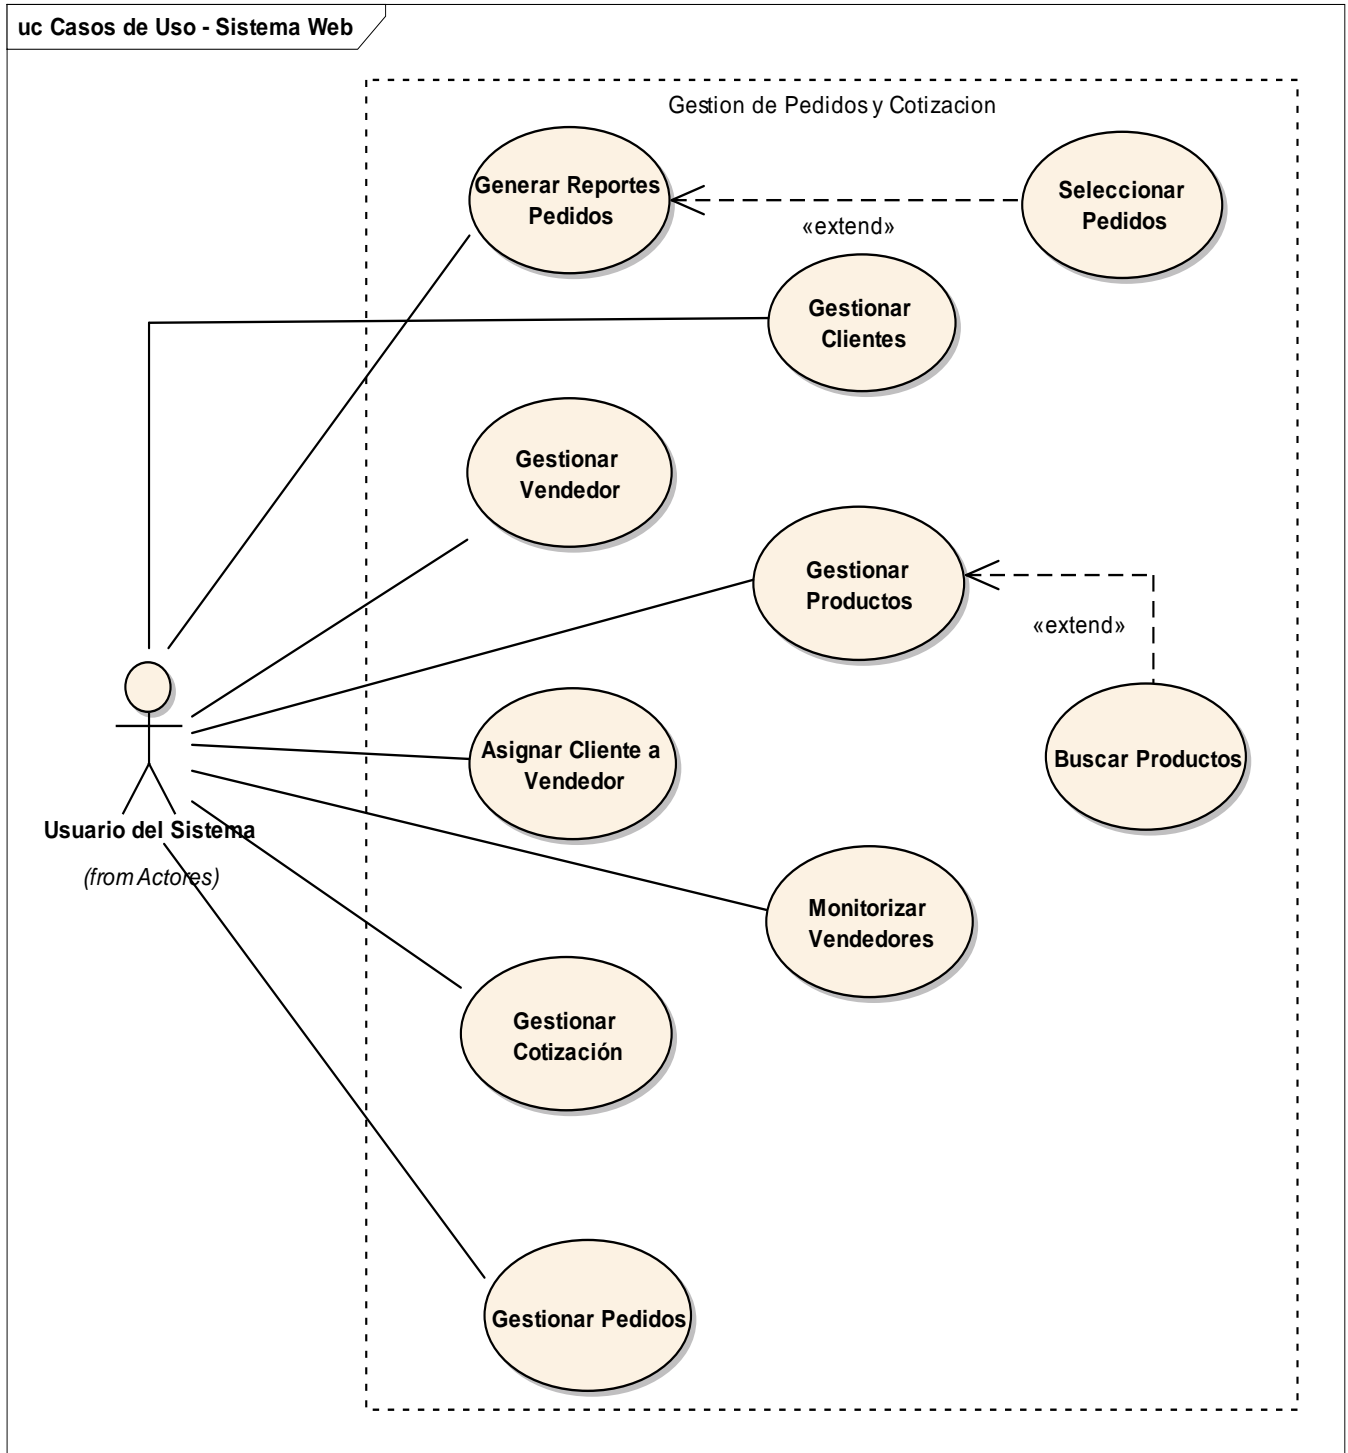 uc Casos de Uso - Sistema Web
Gestion de Pedidos y Cotizacion
Generar Reportes
Pedidos
Seleccionar
Pedidos
«extend»
Gestionar
Clientes
Gestionar
Vendedor
Gestionar
Productos
«extend»
Asignar Cliente a
Vendedor
Buscar Productos
Usuario del Sistema
(from Actores)
Monitorizar
Vendedores
Gestionar
Cotización
Gestionar Pedidos